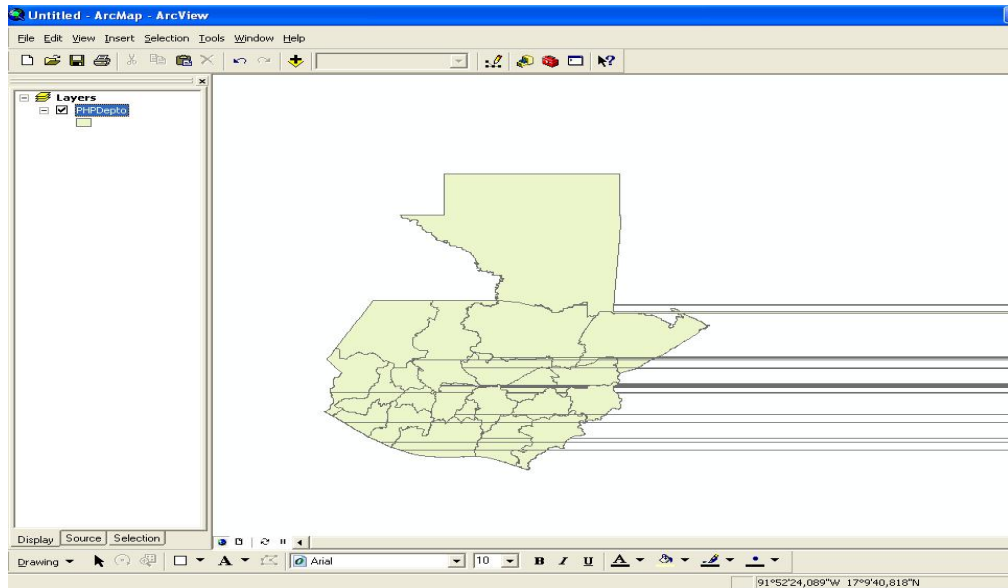 Untitled - ArcMap - ArcView
File Edit View Insert Selection Tools Window Help
Layers
PHPDepto
Display Source Selection
Drawing A Arial 10 B I U A
91°52'24,089"W 17°9'40,818"N